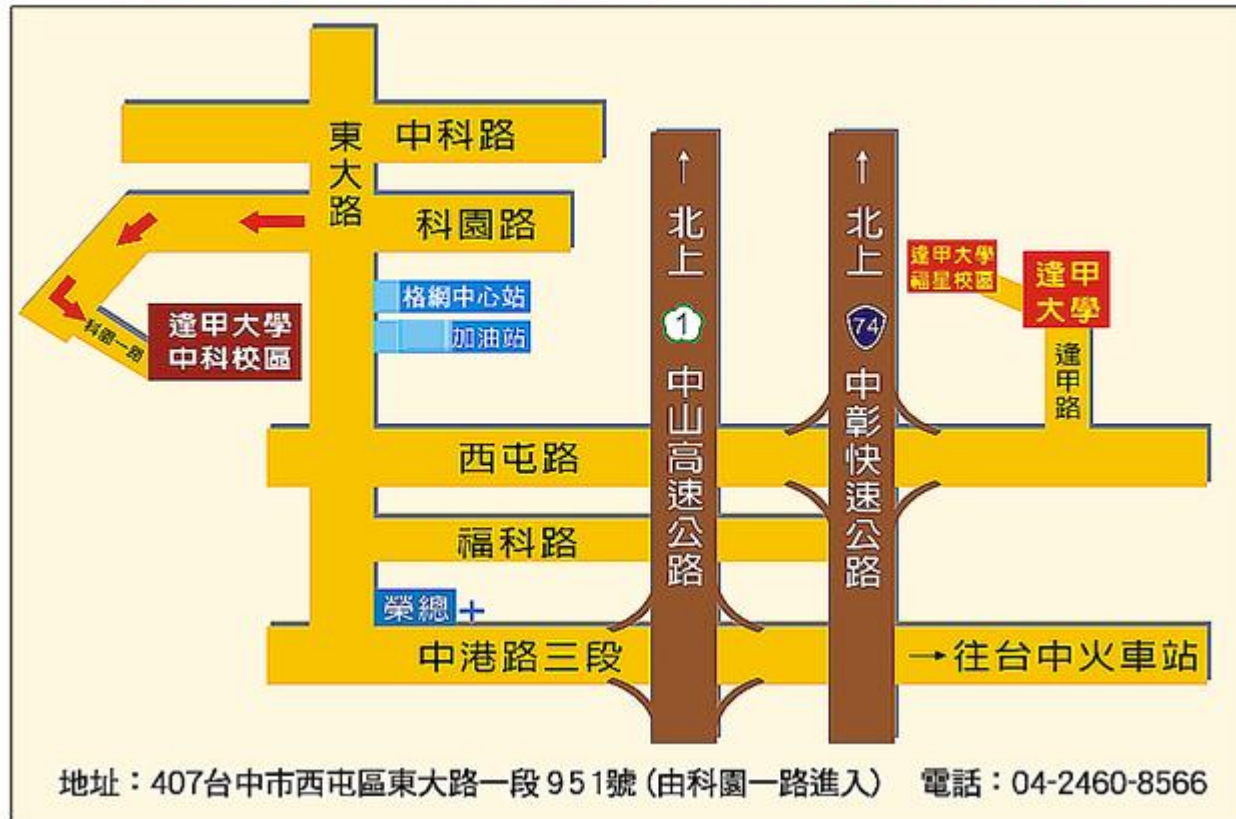 中科路
東大路
科園路
格網中心站
加油站
逢甲大學
中科校區
科園一路
↑北上 1 中山高速公路
↑北上 74 中彰快速公路
逢甲大學
福星校區
逢甲
大學
逢甲路
西屯路
福科路
榮總+
中港路三段
→往台中火車站
地址：407台中市西屯區東大路一段951號(由科園一路進入) 電話：04-2460-8566